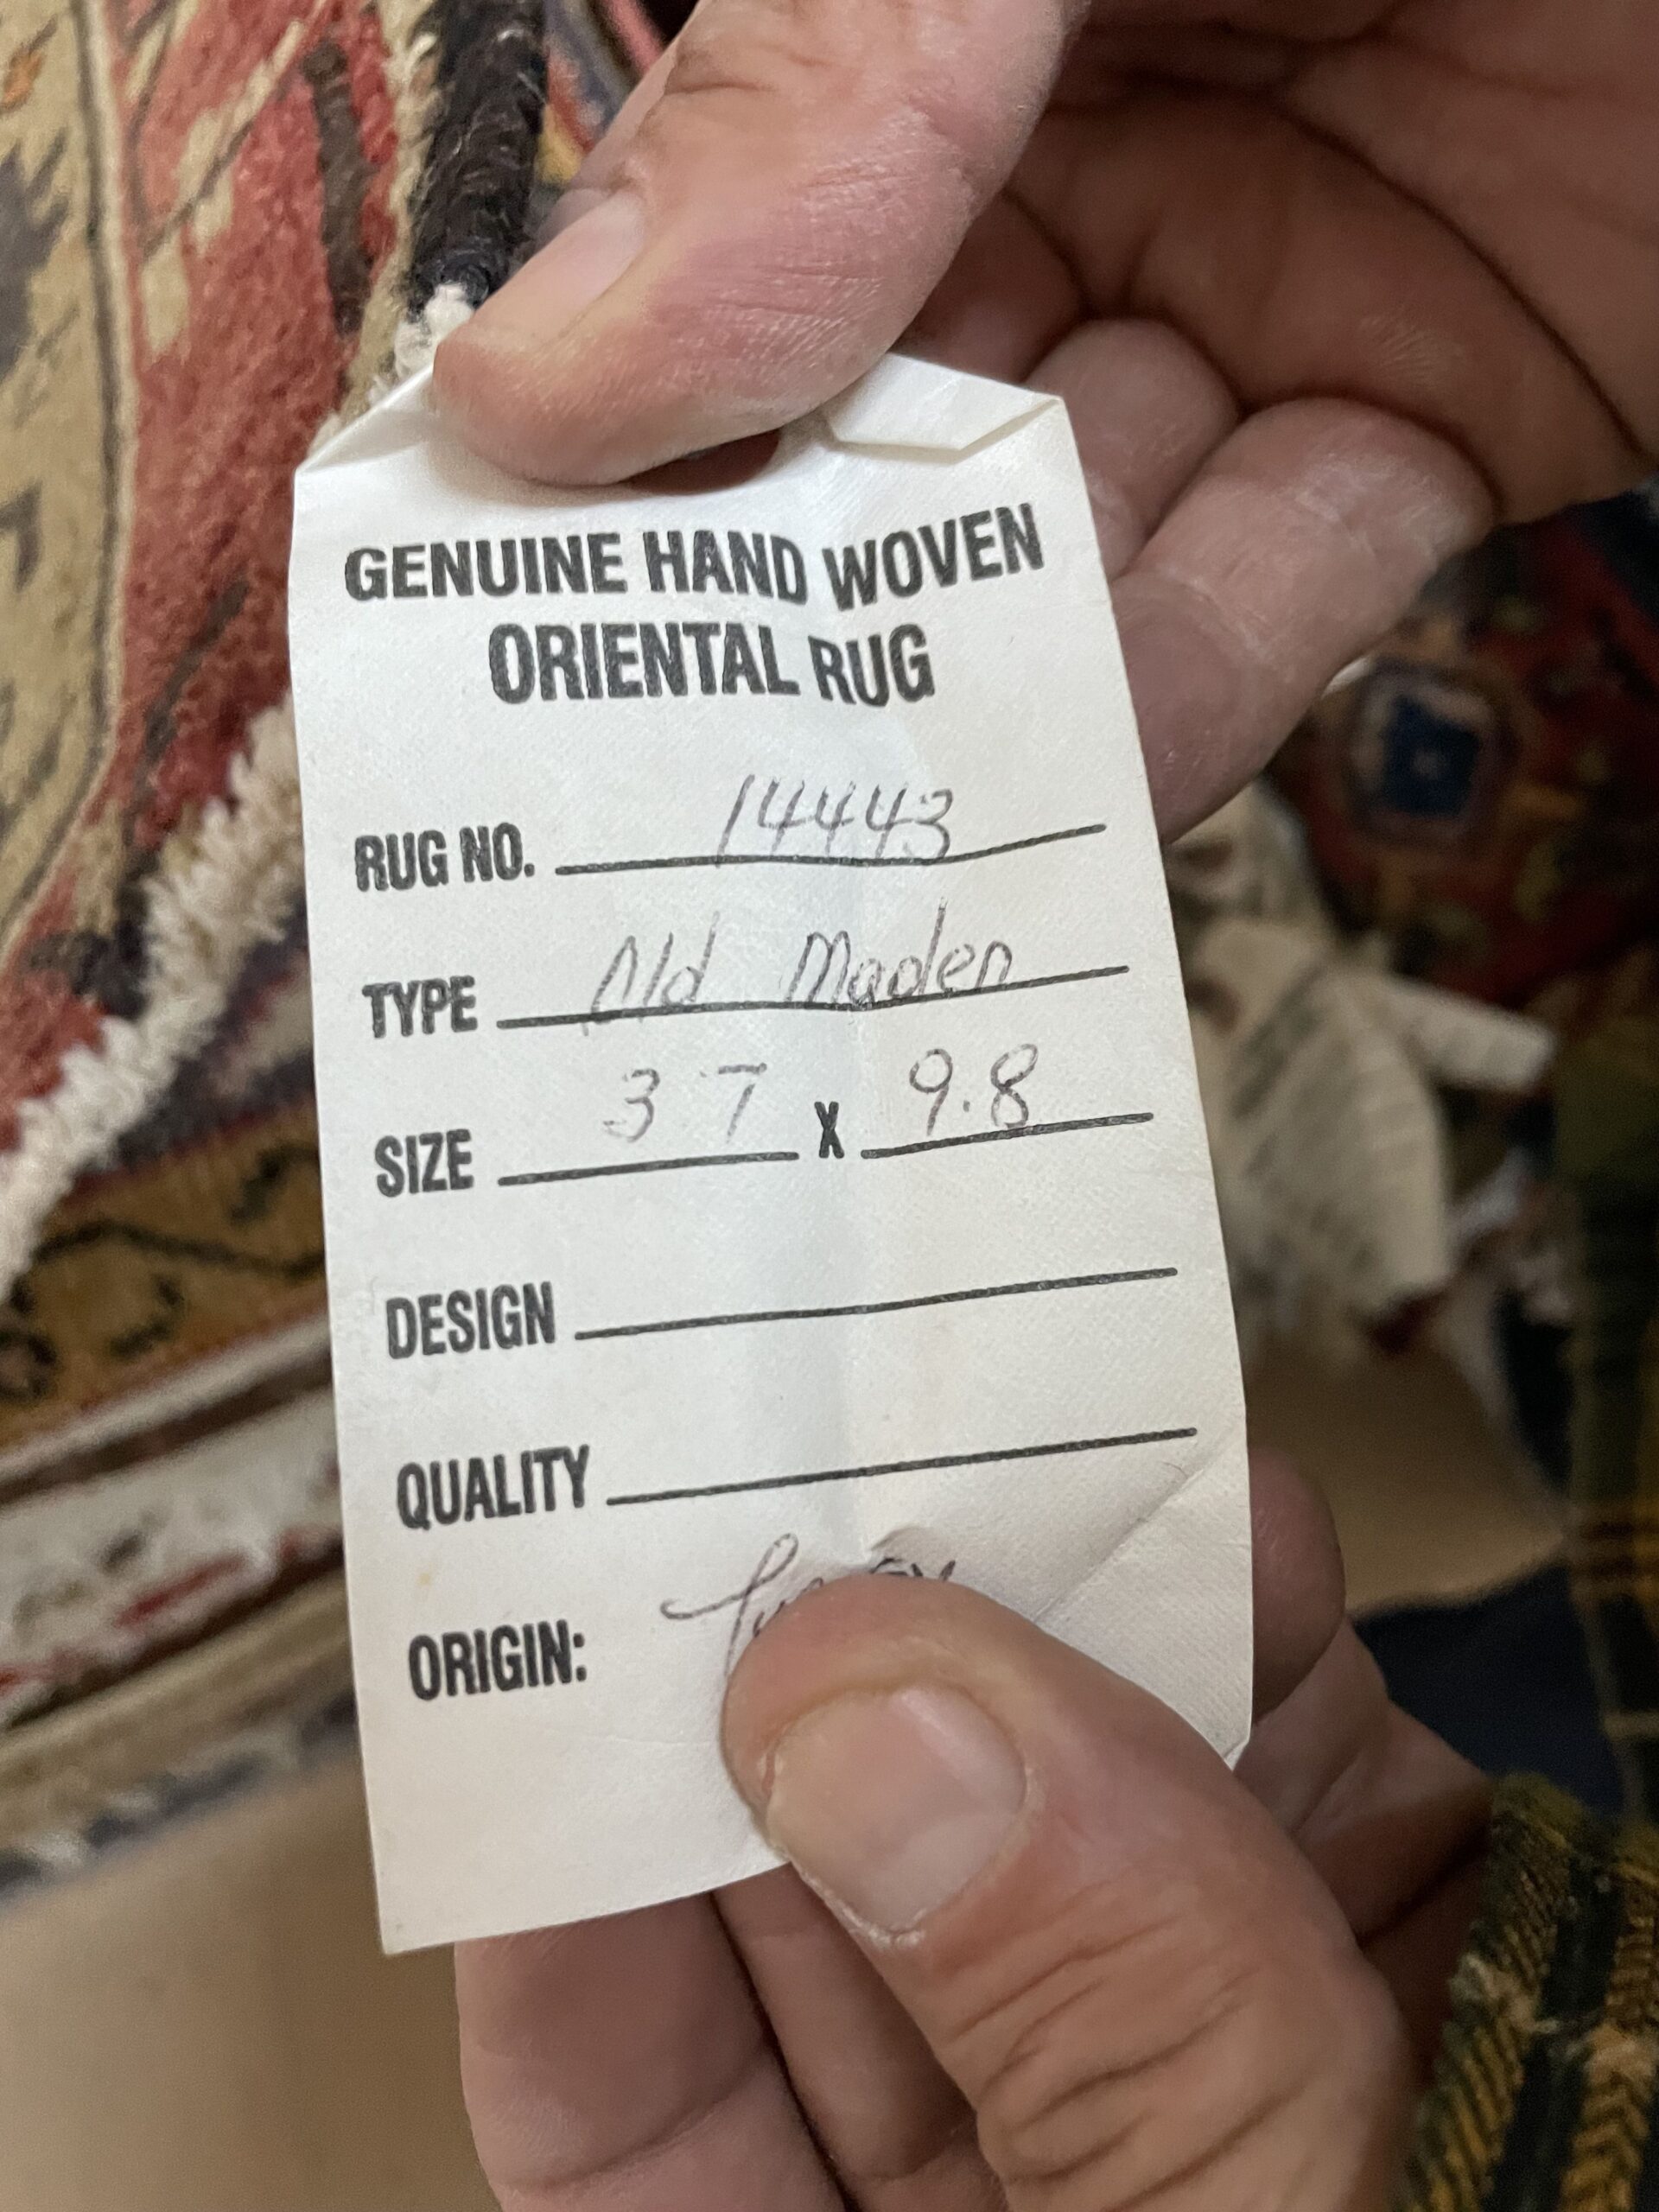 GENUINE HAND WOVEN
ORIENTAL RUG
RUG NO. 14443
TYPE Old Maden
SIZE 3 7 X 9.8
DESIGN
QUALITY
ORIGIN: